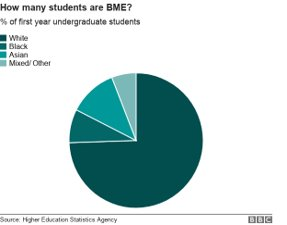 How many students are BME?
% of first year undergraduate students
White
Black
Asian
Mixed/ Other
Source: Higher Education Statistics Agency
BBC